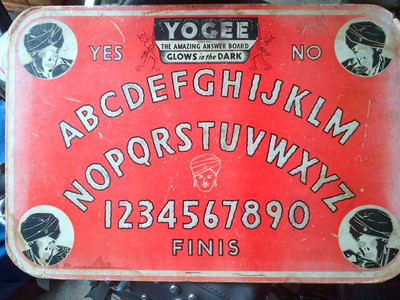 YOGEE
YES THE AMAZING ANSWER BOARD NO
GLOWS in the DARK
ABCDEFGHIJKLM
NOPQRSTUVWXYZ
1234567890
FINIS